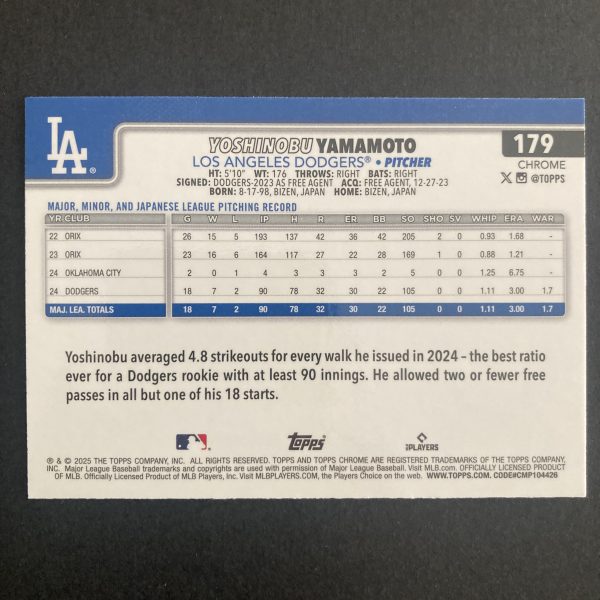 LA
YOSHINOBU YAMAMOTO
LOS ANGELES DODGERS® • PITCHER
HT: 5'10" WT: 176 THROWS: RIGHT BATS: RIGHT
SIGNED: DODGERS-2023 AS FREE AGENT ACQ: FREE AGENT, 12-27-23
BORN: 8-17-98, BIZEN, JAPAN HOME: BIZEN, JAPAN
179
CHROME
X @TOPPS
MAJOR, MINOR, AND JAPANESE LEAGUE PITCHING RECORD
YR CLUB G W L IP H R ER BB SO SHO SV WHIP ERA WAR
22 ORIX 26 15 5 193 137 42 36 42 205 2 0 0.93 1.68 -
23 ORIX 23 16 6 164 117 27 22 28 169 1 0 0.88 1.21 -
24 OKLAHOMA CITY 2 0 1 4 3 3 3 2 5 0 0 1.25 6.75 -
24 DODGERS 18 7 2 90 78 32 30 22 105 0 0 1.11 3.00 1.7
MAJ. LEA. TOTALS 18 7 2 90 78 32 30 22 105 0 0 1.11 3.00 1.7
Yoshinobu averaged 4.8 strikeouts for every walk he issued in 2024 – the best ratio
ever for a Dodgers rookie with at least 90 innings. He allowed two or fewer free
passes in all but one of his 18 starts.
Topps
PLAYERS
® & © 2025 THE TOPPS COMPANY, INC. ALL RIGHTS RESERVED. TOPPS AND TOPPS CHROME ARE REGISTERED TRADEMARKS OF THE TOPPS COMPANY,
INC. Major League Baseball trademarks and copyrights are used with permission of Major League Baseball. Visit MLB.com. OFFICIALLY LICENSED PRODUCT
OF MLB. Officially Licensed Product of MLB Players, Inc. Visit MLBPLAYERS.COM, the Players Choice on the web. WWW.TOPPS.COM. CODE#CMP104426